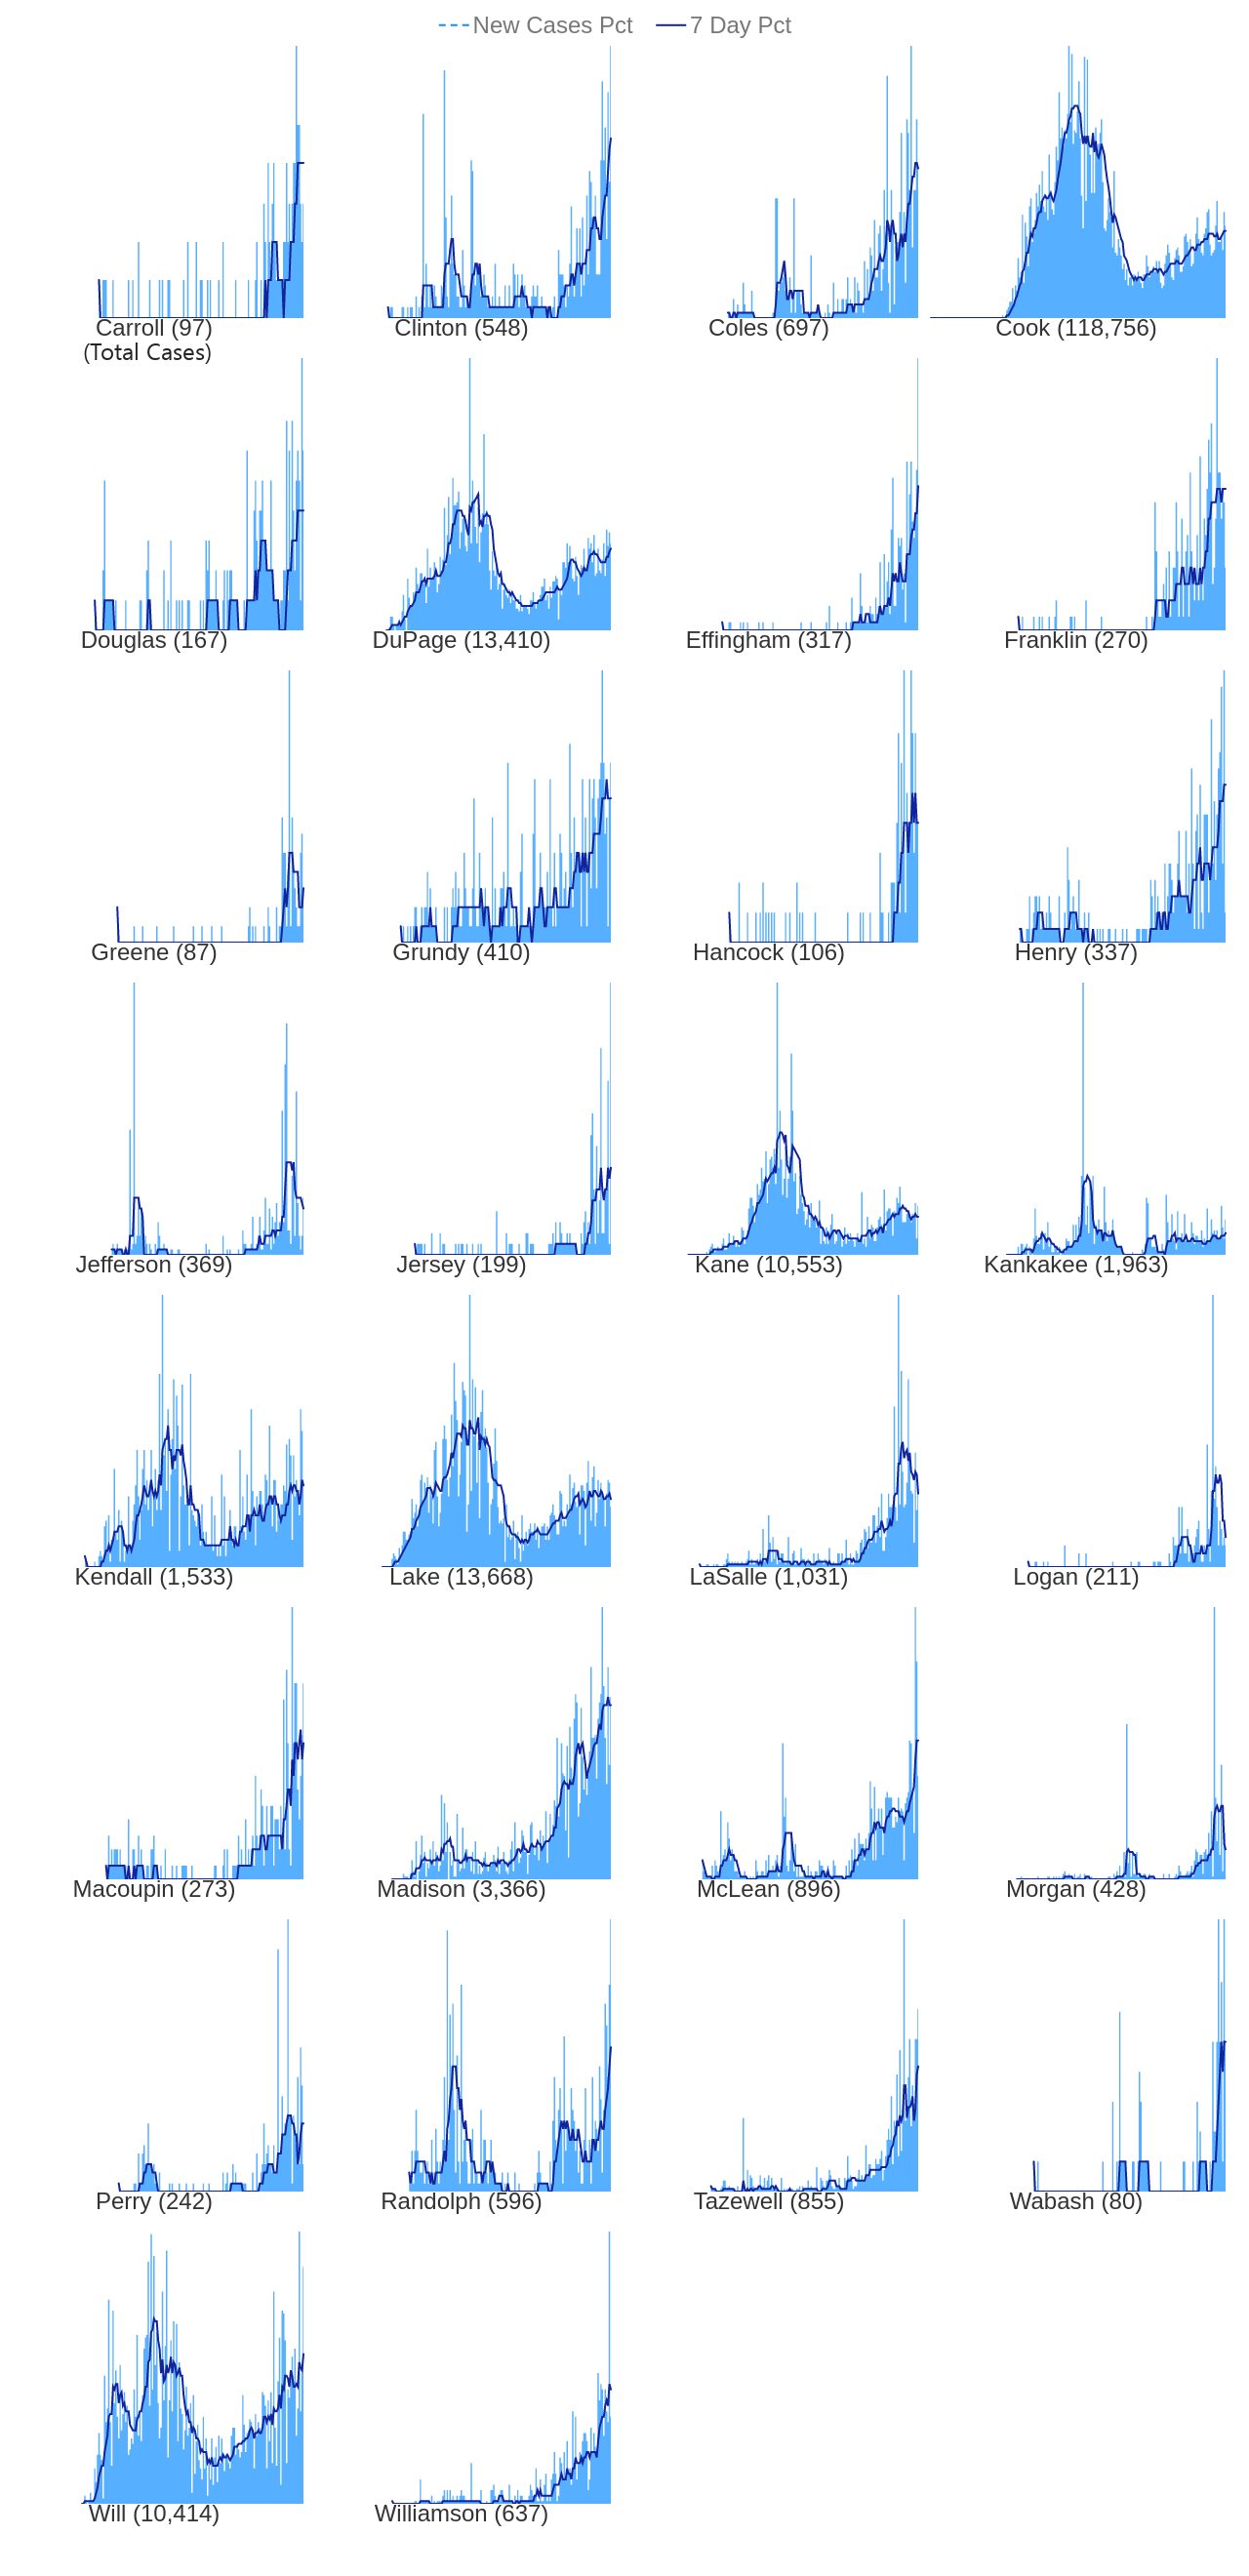 New Cases Pct 7 Day Pct
Carroll (97) Clinton (548) Coles (697) Cook (118,756)
(Total Cases)
Douglas (167) DuPage (13,410) Effingham (317) Franklin (270)
Greene (87) Grundy (410) Hancock (106) Henry (337)
Jefferson (369) Jersey (199) Kane (10,553) Kankakee (1,963)
Kendall (1,533) Lake (13,668) LaSalle (1,031) Logan (211)
Macoupin (273) Madison (3,366) McLean (896) Morgan (428)
Perry (242) Randolph (596) Tazewell (855) Wabash (80)
Will (10,414) Williamson (637)